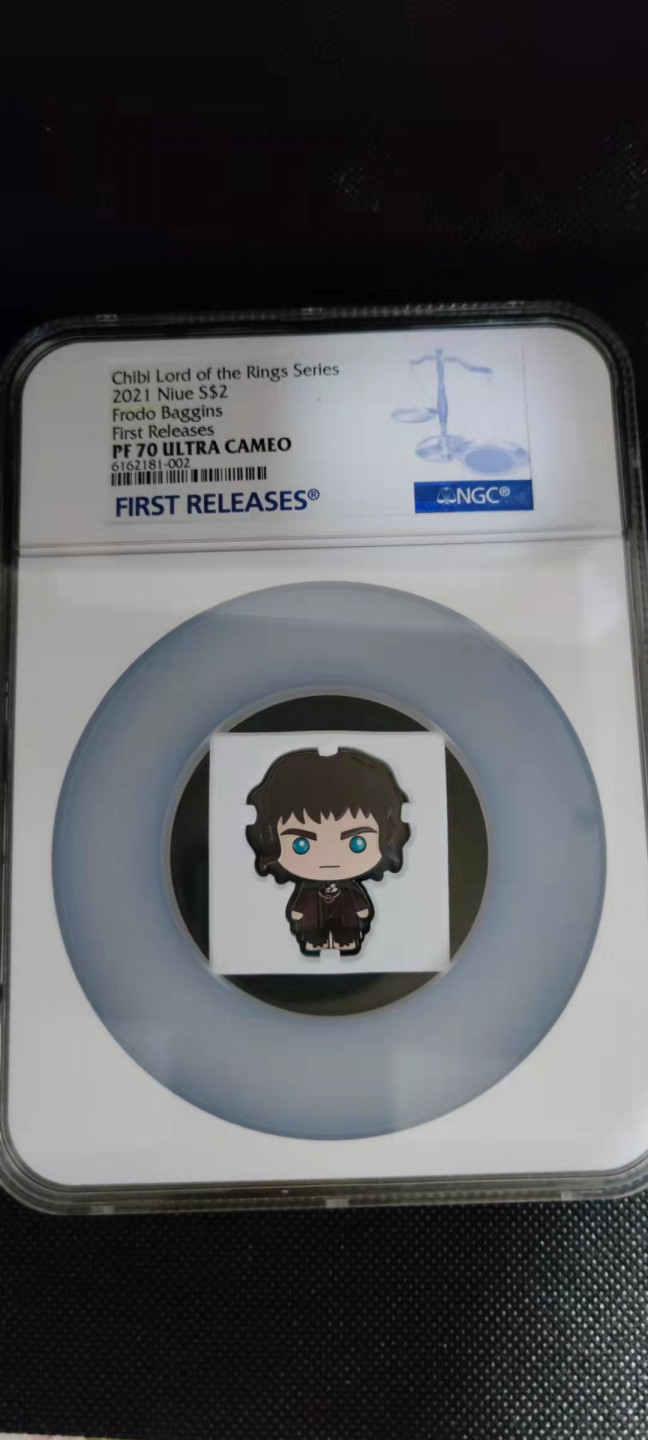 Chibi Lord of the Rings Series
2021 Niue S$2
Frodo Baggins
First Releases
PF 70 ULTRA CAMEO
6162181-002
FIRST RELEASES®
NGC®